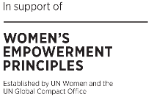 In support of
WOMEN'S
EMPOWERMENT
PRINCIPLES
Established by UN Women and the
UN Global Compact Office